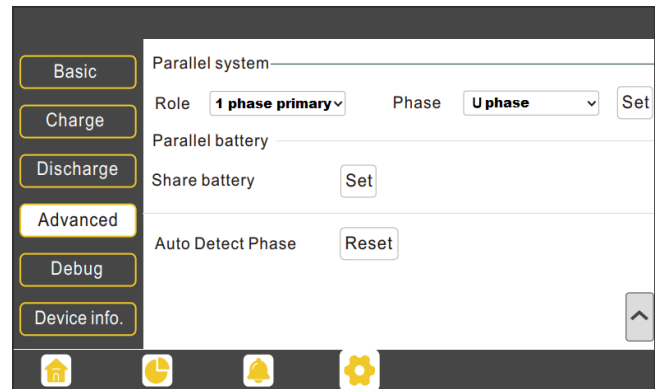 Basic
Charge
Discharge
Advanced
Debug
Device info.
Parallel system
Role 1 phase primary Phase U phase Set
Parallel battery
Share battery Set
Auto Detect Phase Reset